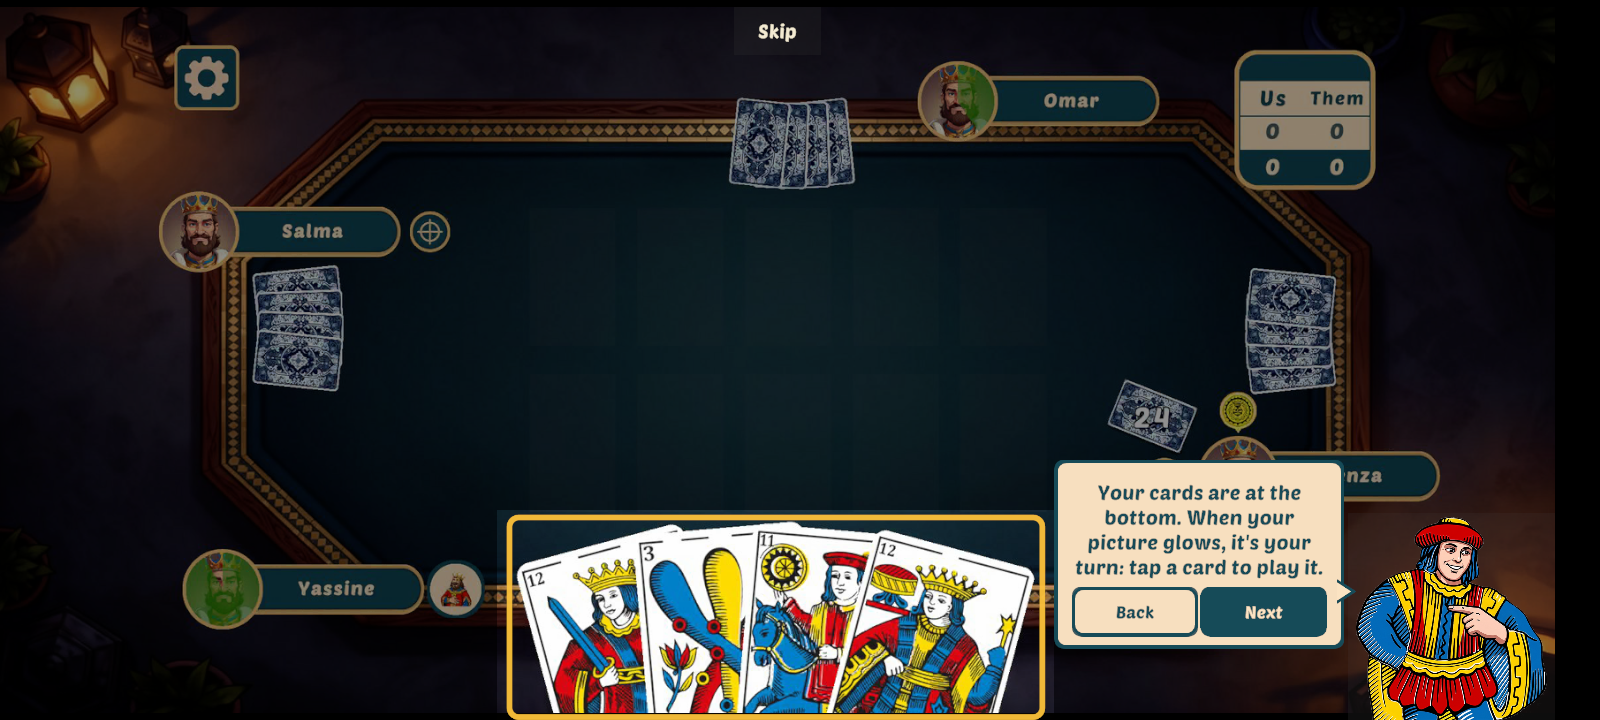 Skip
Omar
Us Them
0 0
0 0
Salma
24
nza
Your cards are at the
bottom. When your
picture glows, it's your
turn: tap a card to play it.
Back
Next
Yassine
12
3
11
12